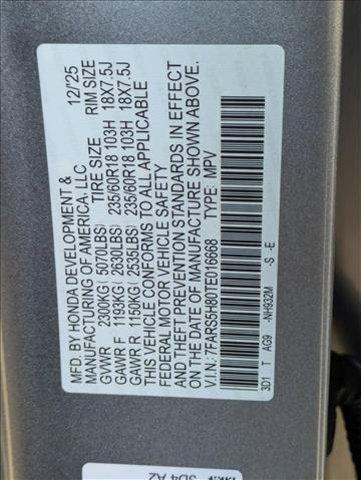 MFD. BY HONDA DEVELOPMENT & 12/'25
MANUFACTURING OF AMERICA, LLC
TIRE SIZE RIM SIZE
GVWR 2300KG (5070LBS)
GAWR F 1193KG (2630LBS) 235/60R18 103H 18X7.5J
GAWR R 1150KG (2535LBS) 235/60R18 103H 18X7.5J
THIS VEHICLE CONFORMS TO ALL APPLICABLE
FEDERAL MOTOR VEHICLE SAFETY
AND THEFT PREVENTION STANDARDS IN EFFECT
ON THE DATE OF MANUFACTURE SHOWN ABOVE.
V.I.N.: 7FARS5H80TE016668 TYPE: MPV
3D1 T AG9 -NH932M -S -E
3D4 A2